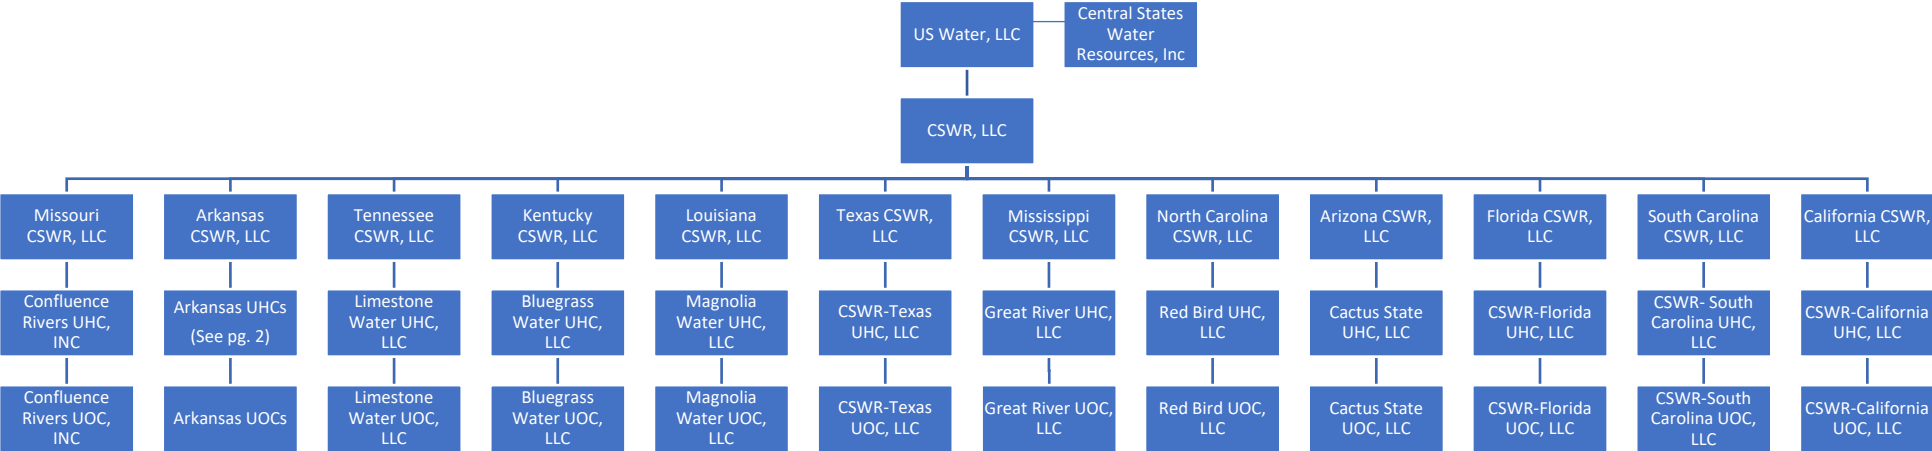 US Water, LLC
Central States
Water
Resources, Inc
CSWR, LLC
Missouri
CSWR, LLC
Arkansas
CSWR, LLC
Tennessee
CSWR, LLC
Kentucky
CSWR, LLC
Louisiana
CSWR, LLC
Texas CSWR,
LLC
Mississippi
CSWR, LLC
North Carolina
CSWR, LLC
Arizona CSWR,
LLC
Florida CSWR,
LLC
South Carolina
CSWR, LLC
California CSWR,
LLC
Confluence
Rivers UHC,
INC
Arkansas UHCs
(See pg. 2)
Limestone
Water UHC,
LLC
Bluegrass
Water UHC,
LLC
Magnolia
Water UHC,
LLC
CSWR-Texas
UHC, LLC
Great River UHC,
LLC
Red Bird UHC,
LLC
Cactus State
UHC, LLC
CSWR-Florida
UHC, LLC
CSWR- South
Carolina UHC,
LLC
CSWR-California
UHC, LLC
Confluence
Rivers UOC,
INC
Arkansas UOCs
Limestone
Water UOC,
LLC
Bluegrass
Water UOC,
LLC
Magnolia
Water UOC,
LLC
CSWR-Texas
UOC, LLC
Great River UOC,
LLC
Red Bird UOC,
LLC
Cactus State
UOC, LLC
CSWR-Florida
UOC, LLC
CSWR-South
Carolina UOC,
LLC
CSWR-California
UOC, LLC